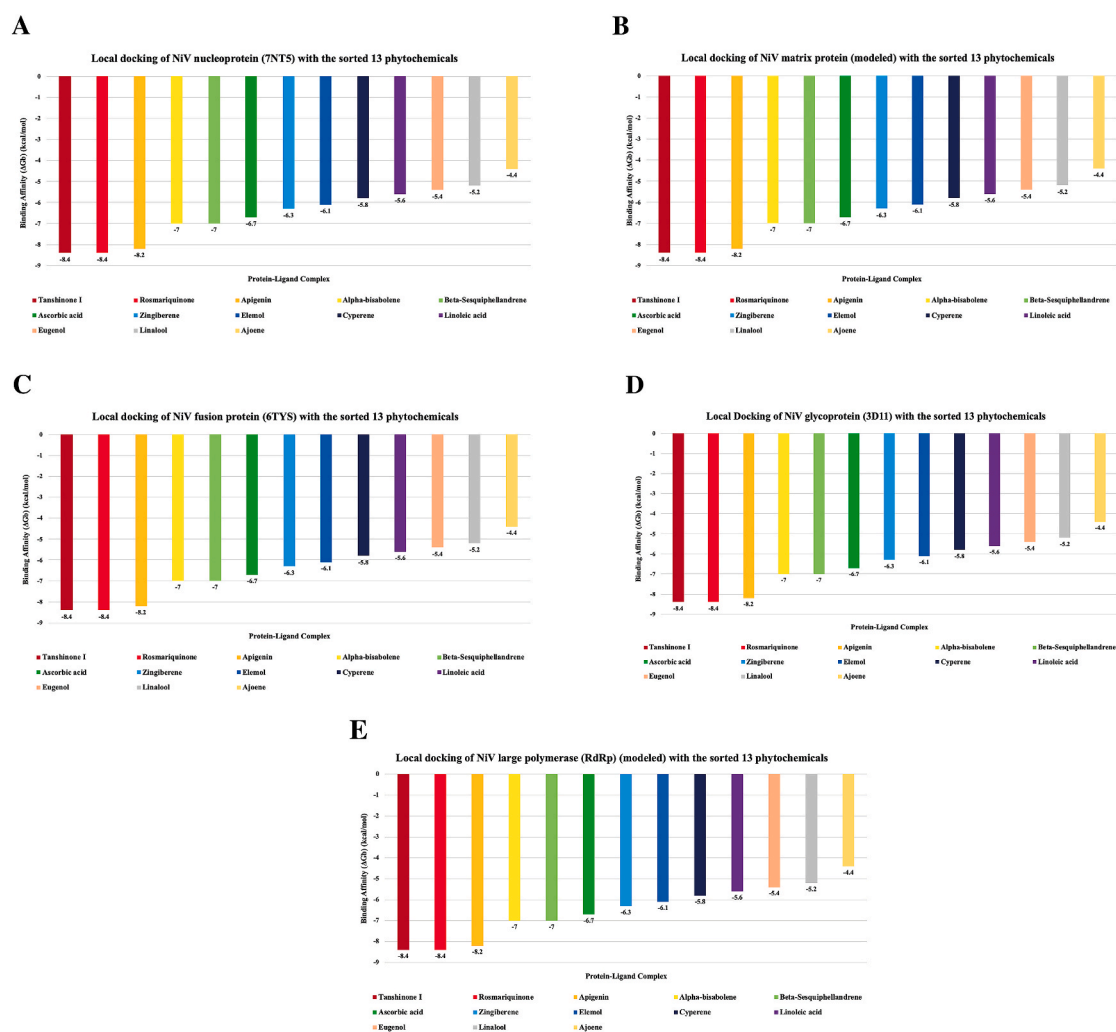 A
Local docking of NiV nucleoprotein (7NT5) with the sorted 13 phytochemicals
Binding Affinity (ΔGb) (kcal/mol)
0
-1
-2
-3
-4
-5
-6
-7
-8
-9
-8.4 -8.4 -8.2 -7 -7 -6.7 -6.3 -6.1 -5.8 -5.6 -5.4 -5.2 -4.4
Protein-Ligand Complex
Tanshinone I Rosmariquinone Apigenin Alpha-bisabolene Beta-Sesquiphellandrene
Ascorbic acid Zingiberene Elemol Cyperene Linoleic acid
Eugenol Linalool Ajoene
B
Local docking of NiV matrix protein (modeled) with the sorted 13 phytochemicals
Binding Affinity (ΔGb) (kcal/mol)
0
-1
-2
-3
-4
-5
-6
-7
-8
-9
-8.4 -8.4 -8.2 -7 -7 -6.7 -6.3 -6.1 -5.8 -5.6 -5.4 -5.2 -4.4
Protein-Ligand Complex
Tanshinone I Rosmariquinone Apigenin Alpha-bisabolene Beta-Sesquiphellandrene
Ascorbic acid Zingiberene Elemol Cyperene Linoleic acid
Eugenol Linalool Ajoene
C
Local docking of NiV fusion protein (6TYS) with the sorted 13 phytochemicals
Binding Affinity (ΔGb) (kcal/mol)
0
-1
-2
-3
-4
-5
-6
-7
-8
-9
-8.4 -8.4 -8.2 -7 -7 -6.7 -6.3 -6.1 -5.8 -5.6 -5.4 -5.2 -4.4
Protein-Ligand Complex
Tanshinone I Rosmariquinone Apigenin Alpha-bisabolene Beta-Sesquiphellandrene
Ascorbic acid Zingiberene Elemol Cyperene Linoleic acid
Eugenol Linalool Ajoene
D
Local Docking of NiV glycoprotein (3D11) with the sorted 13 phytochemicals
Binding Affinity (ΔGb) (kcal/mol)
0
-1
-2
-3
-4
-5
-6
-7
-8
-9
-8.4 -8.4 -8.2 -7 -7 -6.7 -6.3 -6.1 -5.8 -5.6 -5.4 -5.2 -4.4
Protein-Ligand Complex
Tanshinone I Rosmariquinone Apigenin Alpha-bisabolene Beta-Sesquiphellandrene
Ascorbic acid Zingiberene Elemol Cyperene Linoleic acid
Eugenol Linalool Ajoene
E
Local docking of NiV large polymerase (RdRp) (modeled) with the sorted 13 phytochemicals
Binding Affinity (ΔGb) (kcal/mol)
0
-1
-2
-3
-4
-5
-6
-7
-8
-9
-8.4 -8.4 -8.2 -7 -7 -6.7 -6.3 -6.1 -5.8 -5.6 -5.4 -5.2 -4.4
Protein-Ligand Complex
Tanshinone I Rosmariquinone Apigenin Alpha-bisabolene Beta-Sesquiphellandrene
Ascorbic acid Zingiberene Elemol Cyperene Linoleic acid
Eugenol Linalool Ajoene